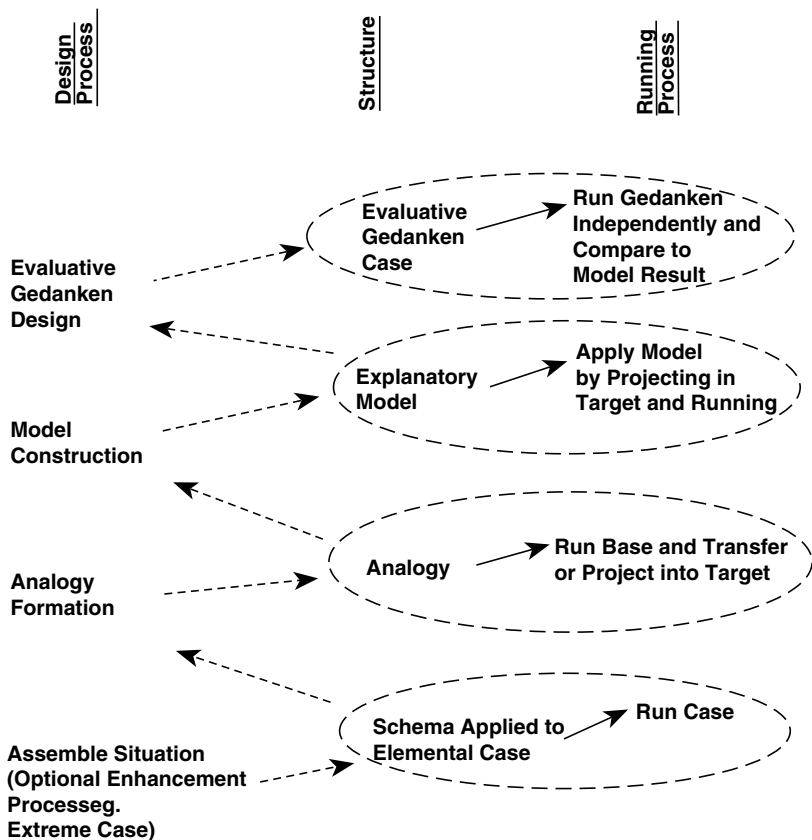 Design
Process
Structure
Running
Process
Evaluative
Gedanken
Case
Run Gedanken
Independently and
Compare to
Model Result
Evaluative
Gedanken
Design
Explanatory
Model
Apply Model
by Projecting in
Target and Running
Model
Construction
Analogy
Run Base and Transfer
or Project into Target
Analogy
Formation
Schema Applied to
Elemental Case
Run Case
Assemble Situation
(Optional Enhancement
Processeg.
Extreme Case)